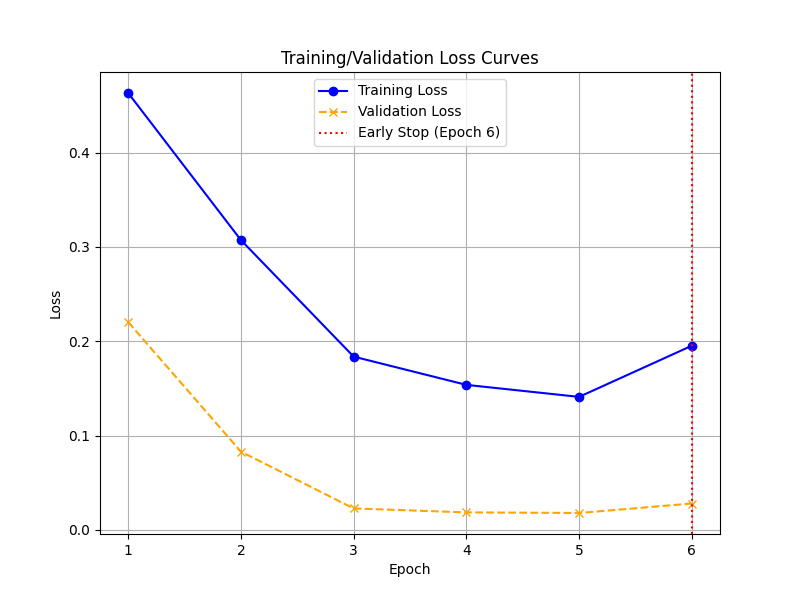 Training/Validation Loss Curves
Training Loss
Validation Loss
Early Stop (Epoch 6)
Loss
0.4
0.3
0.2
0.1
0.0
1 2 3 4 5 6
Epoch